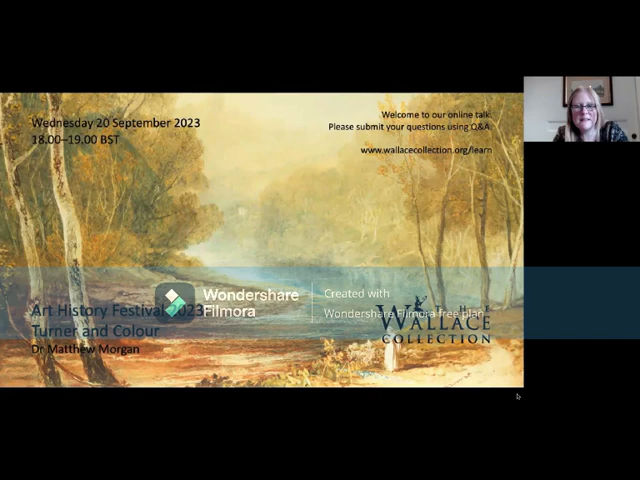 Wednesday 20 September 2023
18.00–19.00 BST
Welcome to our online talk.
Please submit your questions using Q&A.
www.wallacecollection.org/learn
Art History Festival 2023
Turner and Colour
Dr Matthew Morgan
Wondershare
Filmora
Created with
Wondershare Filmora free plan
THE
WALLACE
COLLECTION